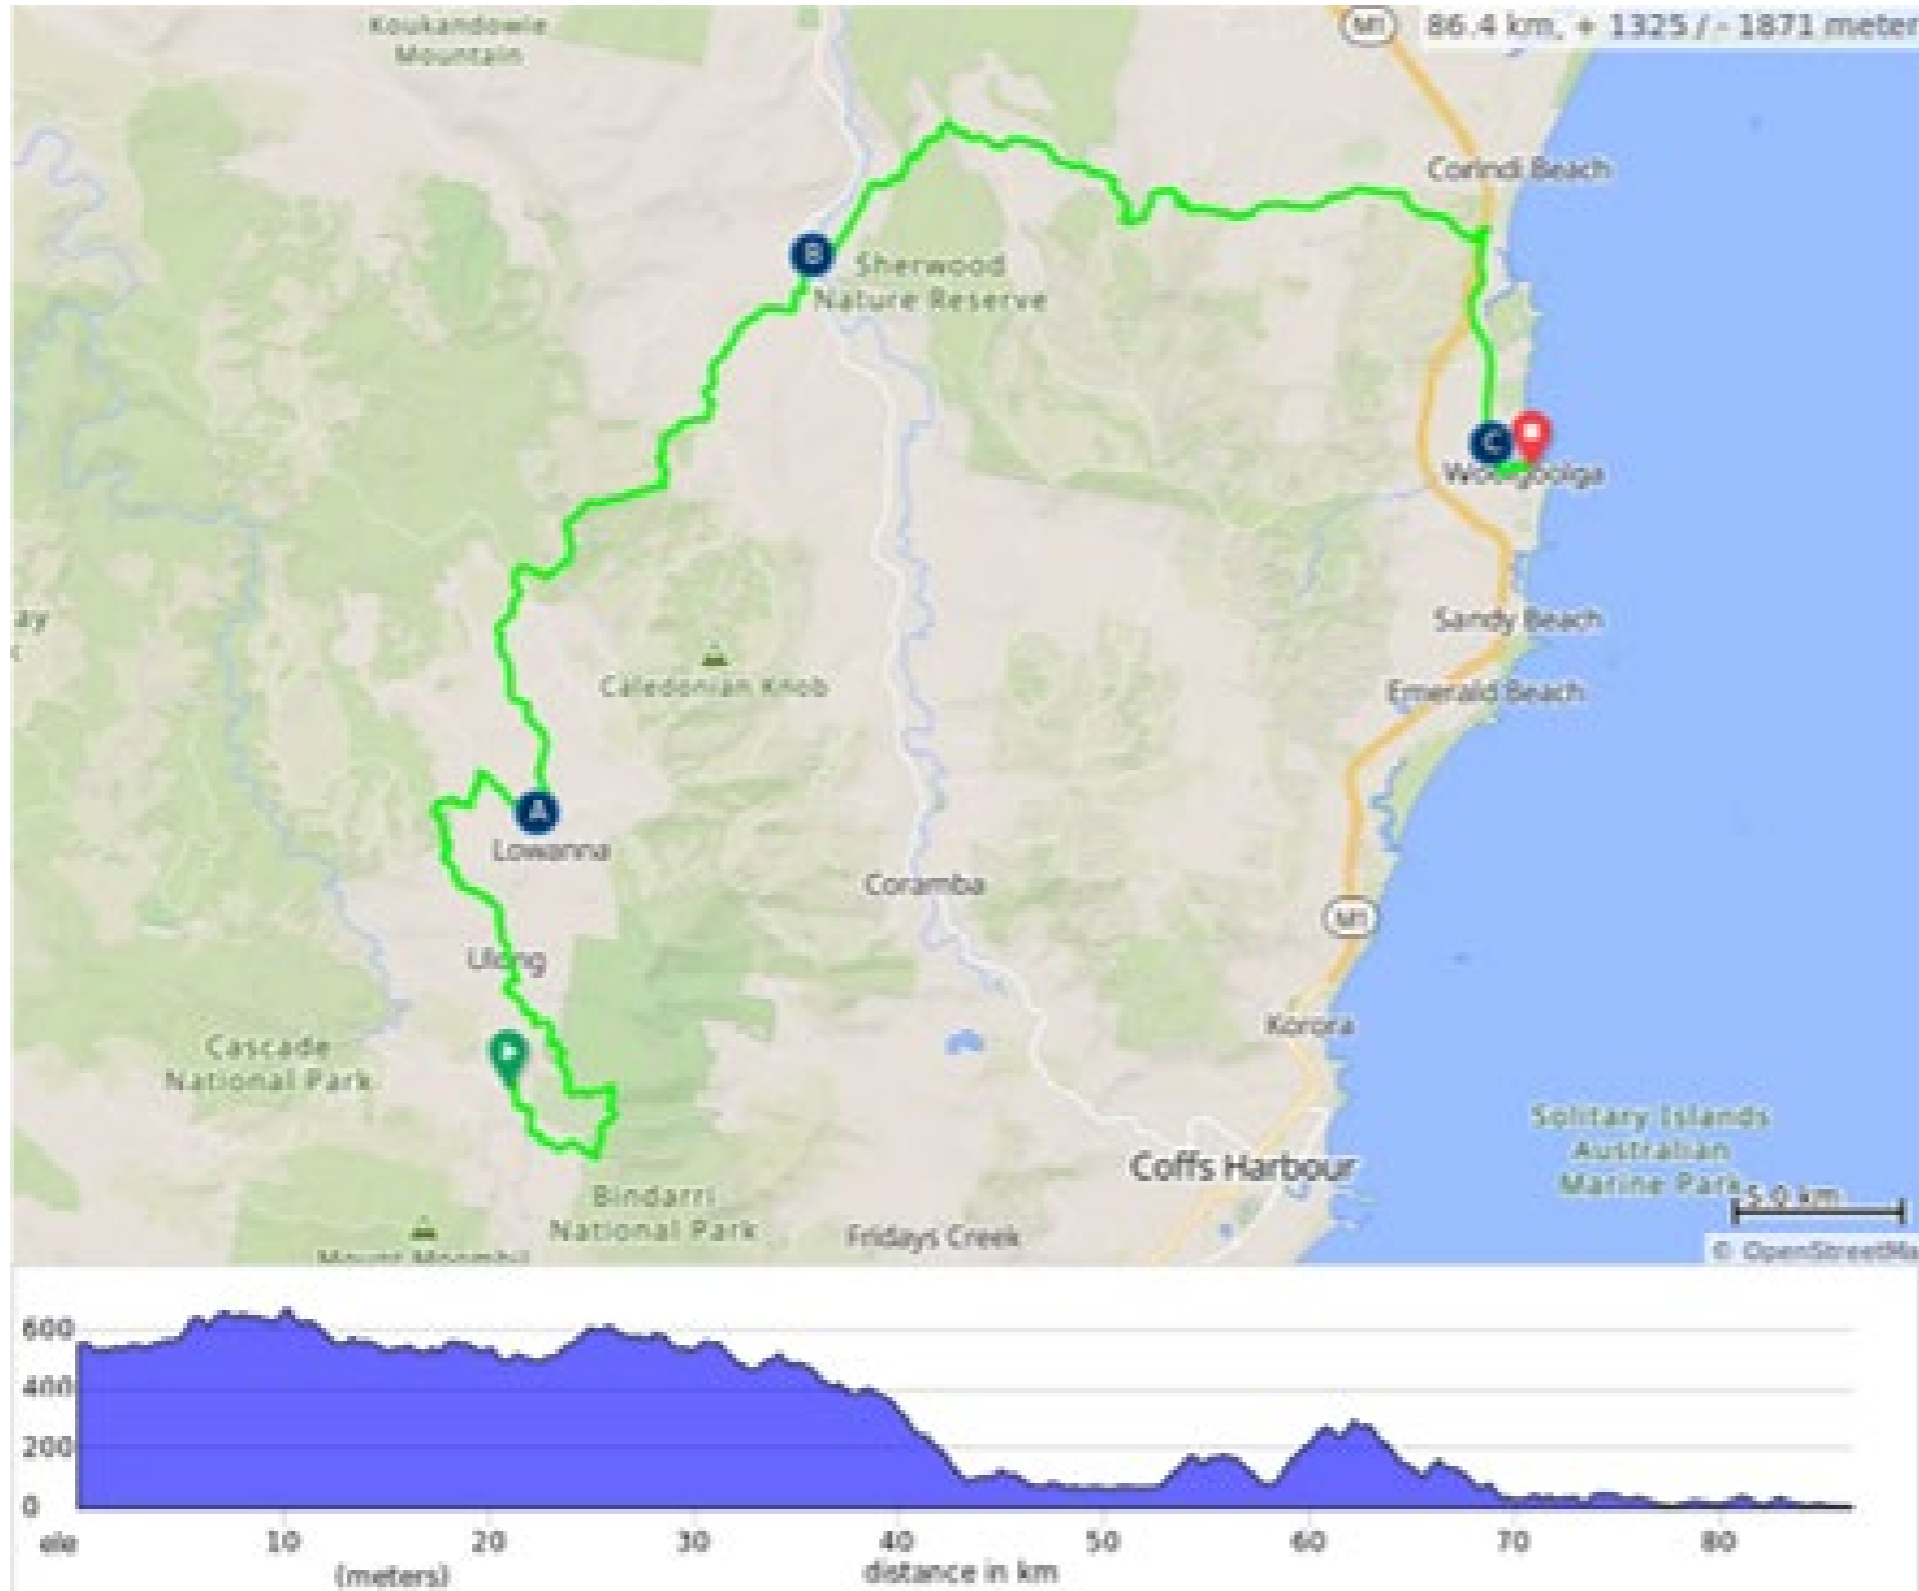 Koukandowie
Mountain
M1
86.4 km, + 1325 / - 1871 meter
Corindi Beach
B
Sherwood
Nature Reserve
C
Woolgoolga
ay
Sandy Beach
Caledonian Knob
Emerald Beach
A
Lowanna
Coramba
M1
Ulong
Korora
Cascade
National Park
Solitary Islands
Australian
Marine Park
Coffs Harbour
5.0 km
Bindarri
National Park
Fridays Creek
© OpenStreetMa
600
400
200
0
ele
10
20
30
40
50
60
70
80
(meters)
distance in km